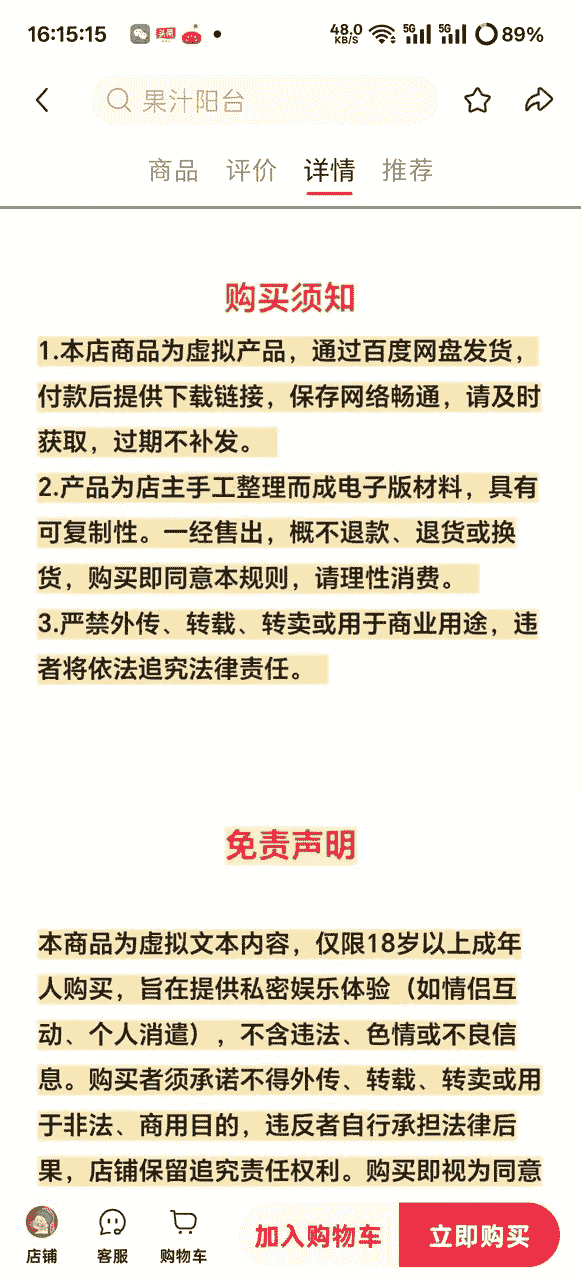 16:15:15
48.0 KB/S 5G 5G 89%
果汁阳台
商品 评价 详情 推荐
购买须知
1.本店商品为虚拟产品，通过百度网盘发货，
付款后提供下载链接，保存网络畅通，请及时
获取，过期不补发。
2.产品为店主手工整理而成电子版材料，具有
可复制性。一经售出，概不退款、退货或换
货，购买即同意本规则，请理性消费。
3.严禁外传、转载、转卖或用于商业用途，违
者将依法追究法律责任。
免责声明
本商品为虚拟文本内容，仅限18岁以上成年
人购买，旨在提供私密娱乐体验（如情侣互
动、个人消遣），不含违法、色情或不良信
息。购买者须承诺不得外传、转载、转卖或用
于非法、商用目的，违反者自行承担法律后
果，店铺保留追究责任权利。购买即视为同意
店铺 客服 购物车 加入购物车 立即购买